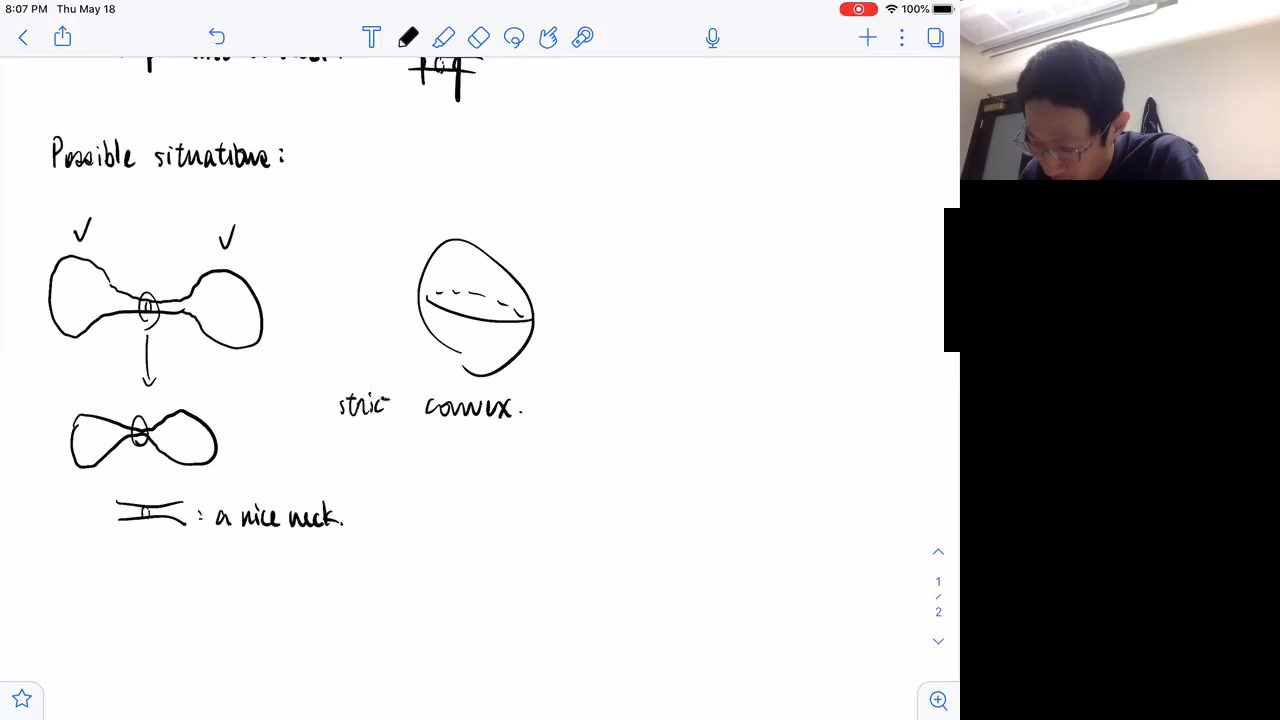 8:07 PM Thu May 18
100%
Possible situations:
stric convex.
: a nice neck.
1
/
2